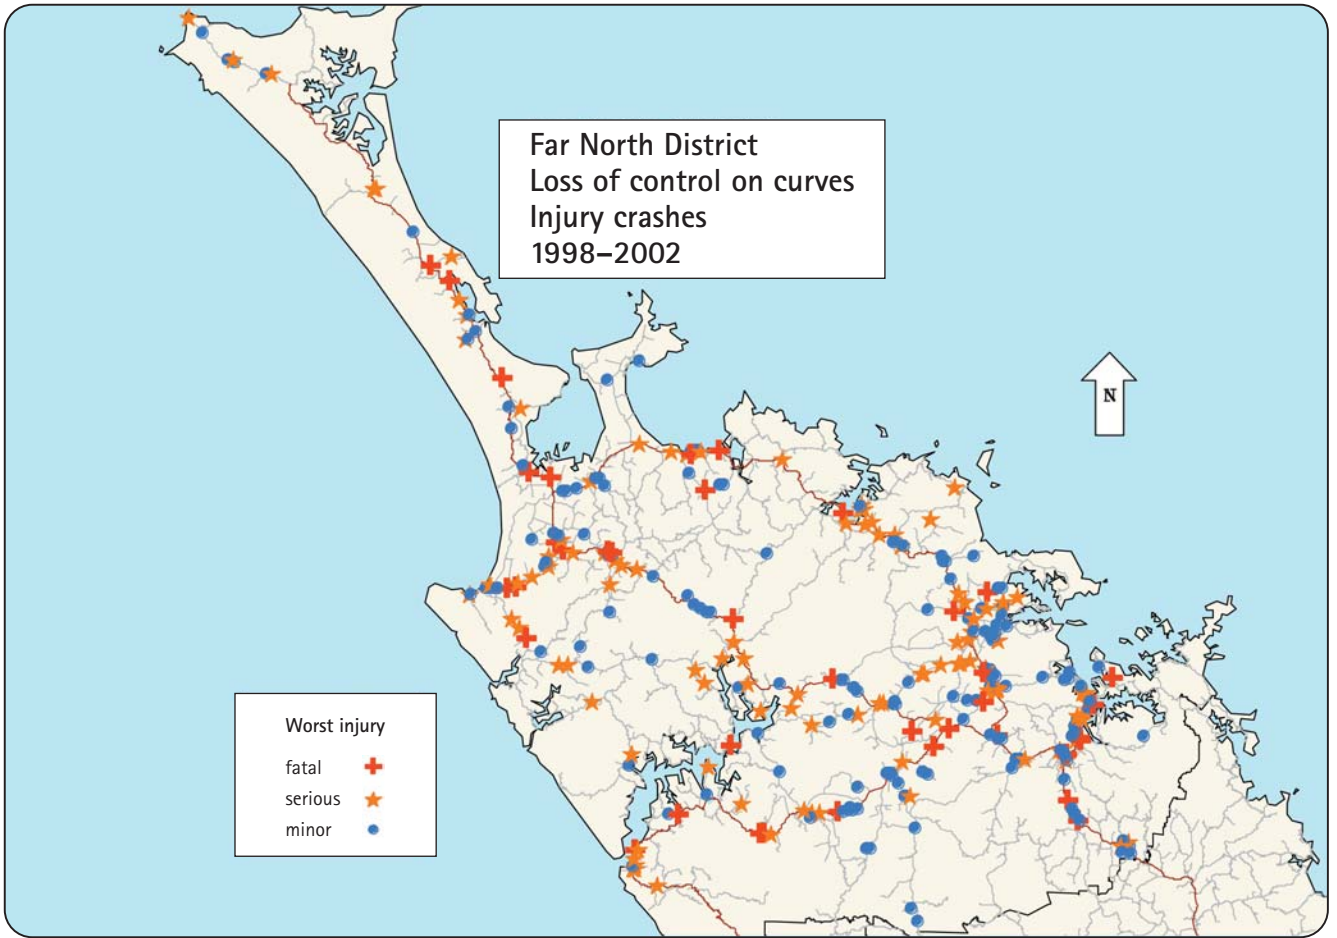 Far North District
Loss of control on curves
Injury crashes
1998–2002
N
Worst injury
fatal
serious
minor